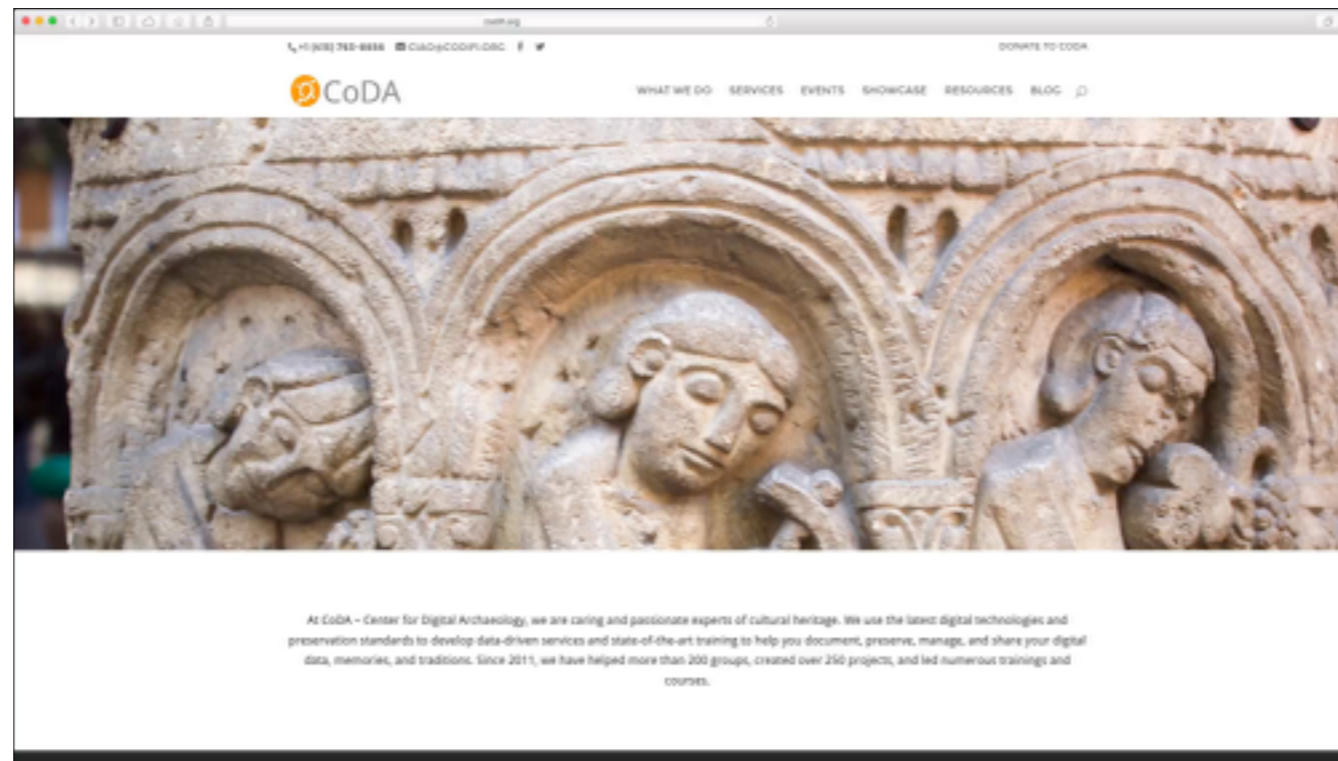 CIAO@CODIFI.ORG
DONATE TO CODA
CoDA
WHAT WE DO SERVICES EVENTS SHOWCASE RESOURCES BLOG
At CoDA – Center for Digital Archaeology, we are caring and passionate experts of cultural heritage. We use the latest digital technologies and
preservation standards to develop data-driven services and state-of-the-art training to help you document, preserve, manage, and share your digital
data, memories, and traditions. Since 2011, we have helped more than 200 groups, created over 250 projects, and led numerous trainings and
courses.